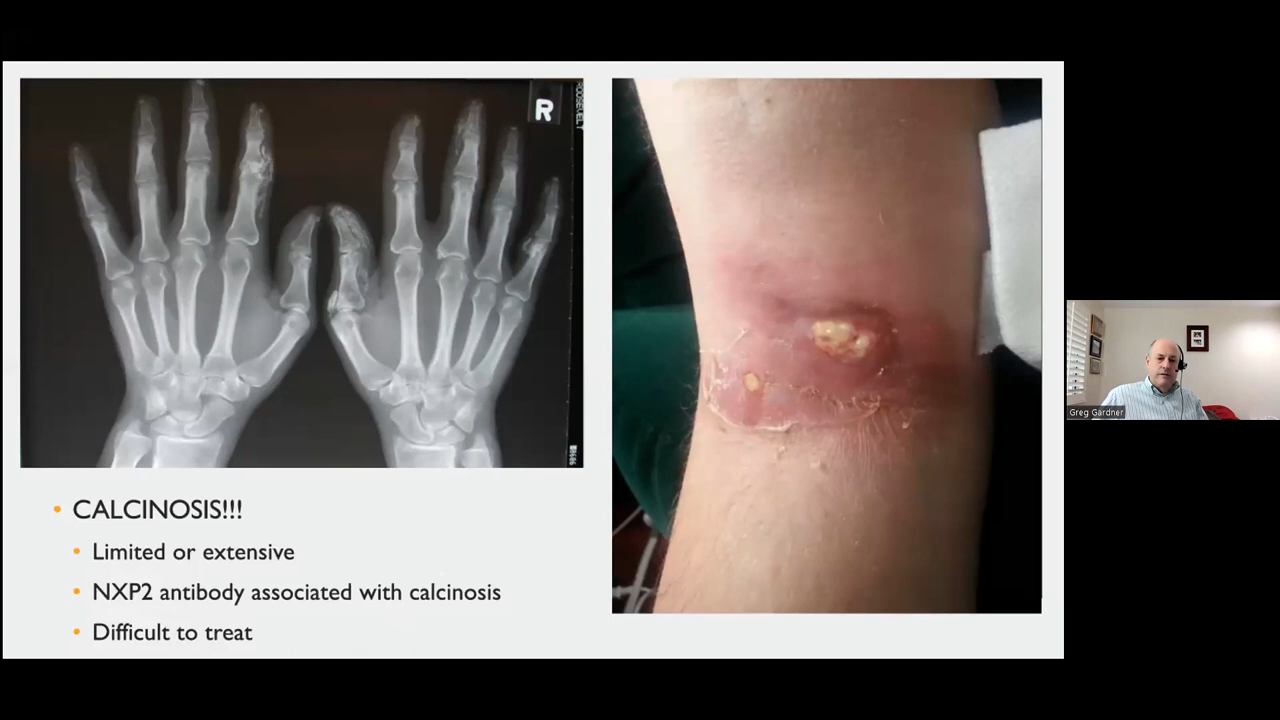 R
CALCINOSIS!!!
Limited or extensive
NXP2 antibody associated with calcinosis
Difficult to treat
Greg Gardner